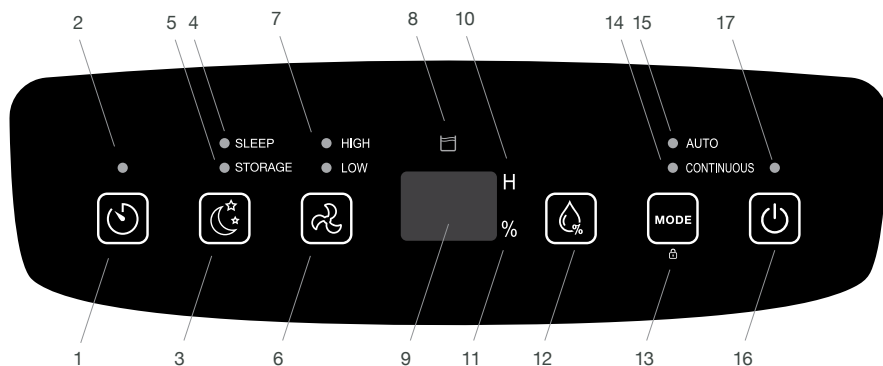 2 5 4 7 8 10 14 15 17
SLEEP HIGH AUTO
STORAGE LOW CONTINUOUS
H
MODE
%
%
1 3 6 9 11 12 13 16